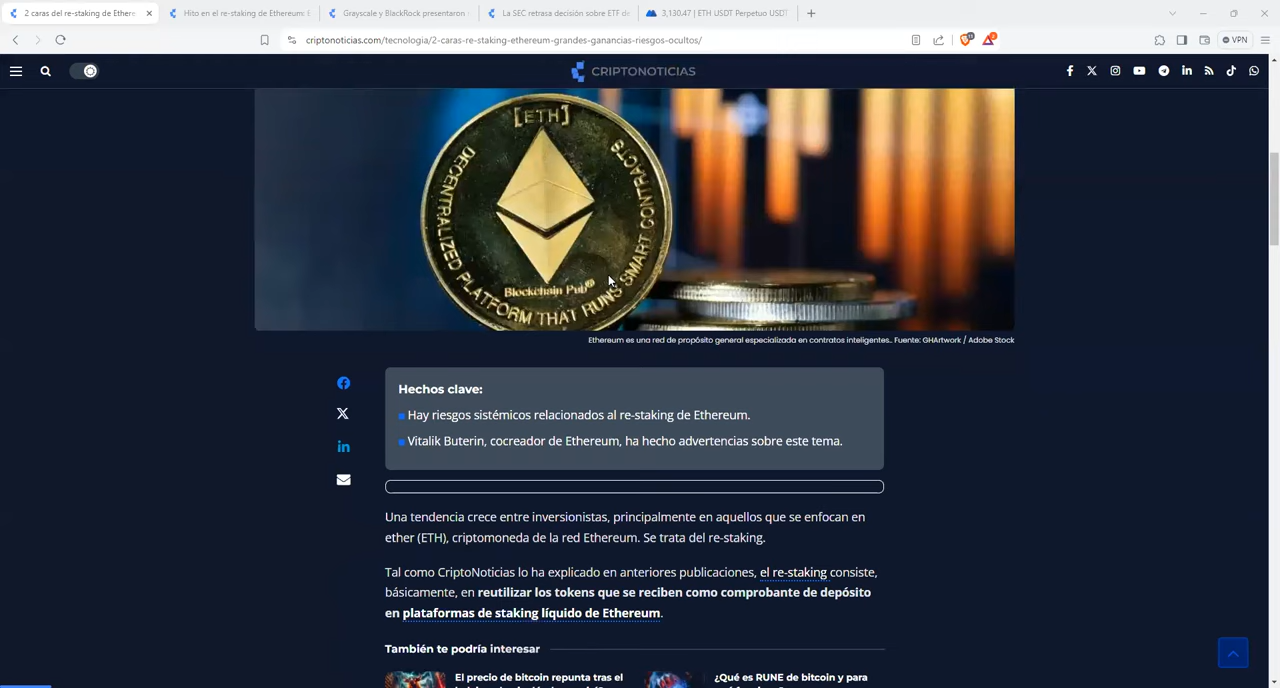 2 caras del re-staking de Ethere
Hito en el re-staking de Ethereum: E
Grayscale y BlackRock presentaron
La SEC retrasa decisión sobre ETF de
3,130.47 | ETH USDT Perpetuo USDT
criptonoticias.com/tecnologia/2-caras-re-staking-ethereum-grandes-ganancias-riesgos-ocultos/
VPN
CRIPTONOTICIAS
[ETH]
DECENTRALIZED PLATFORM THAT RUNS SMART CONTRACTS
Blockchain Pub
Ethereum es una red de propósito general especializada en contratos inteligentes.. Fuente: GHArtwork / Adobe Stock
Hechos clave:
Hay riesgos sistémicos relacionados al re-staking de Ethereum.
Vitalik Buterin, cocreador de Ethereum, ha hecho advertencias sobre este tema.
Una tendencia crece entre inversionistas, principalmente en aquellos que se enfocan en
ether (ETH), criptomoneda de la red Ethereum. Se trata del re-staking.
Tal como CriptoNoticias lo ha explicado en anteriores publicaciones, el re-staking consiste,
básicamente, en reutilizar los tokens que se reciben como comprobante de depósito
en plataformas de staking líquido de Ethereum.
También te podría interesar
El precio de bitcoin repunta tras el
¿Qué es RUNE de bitcoin y para